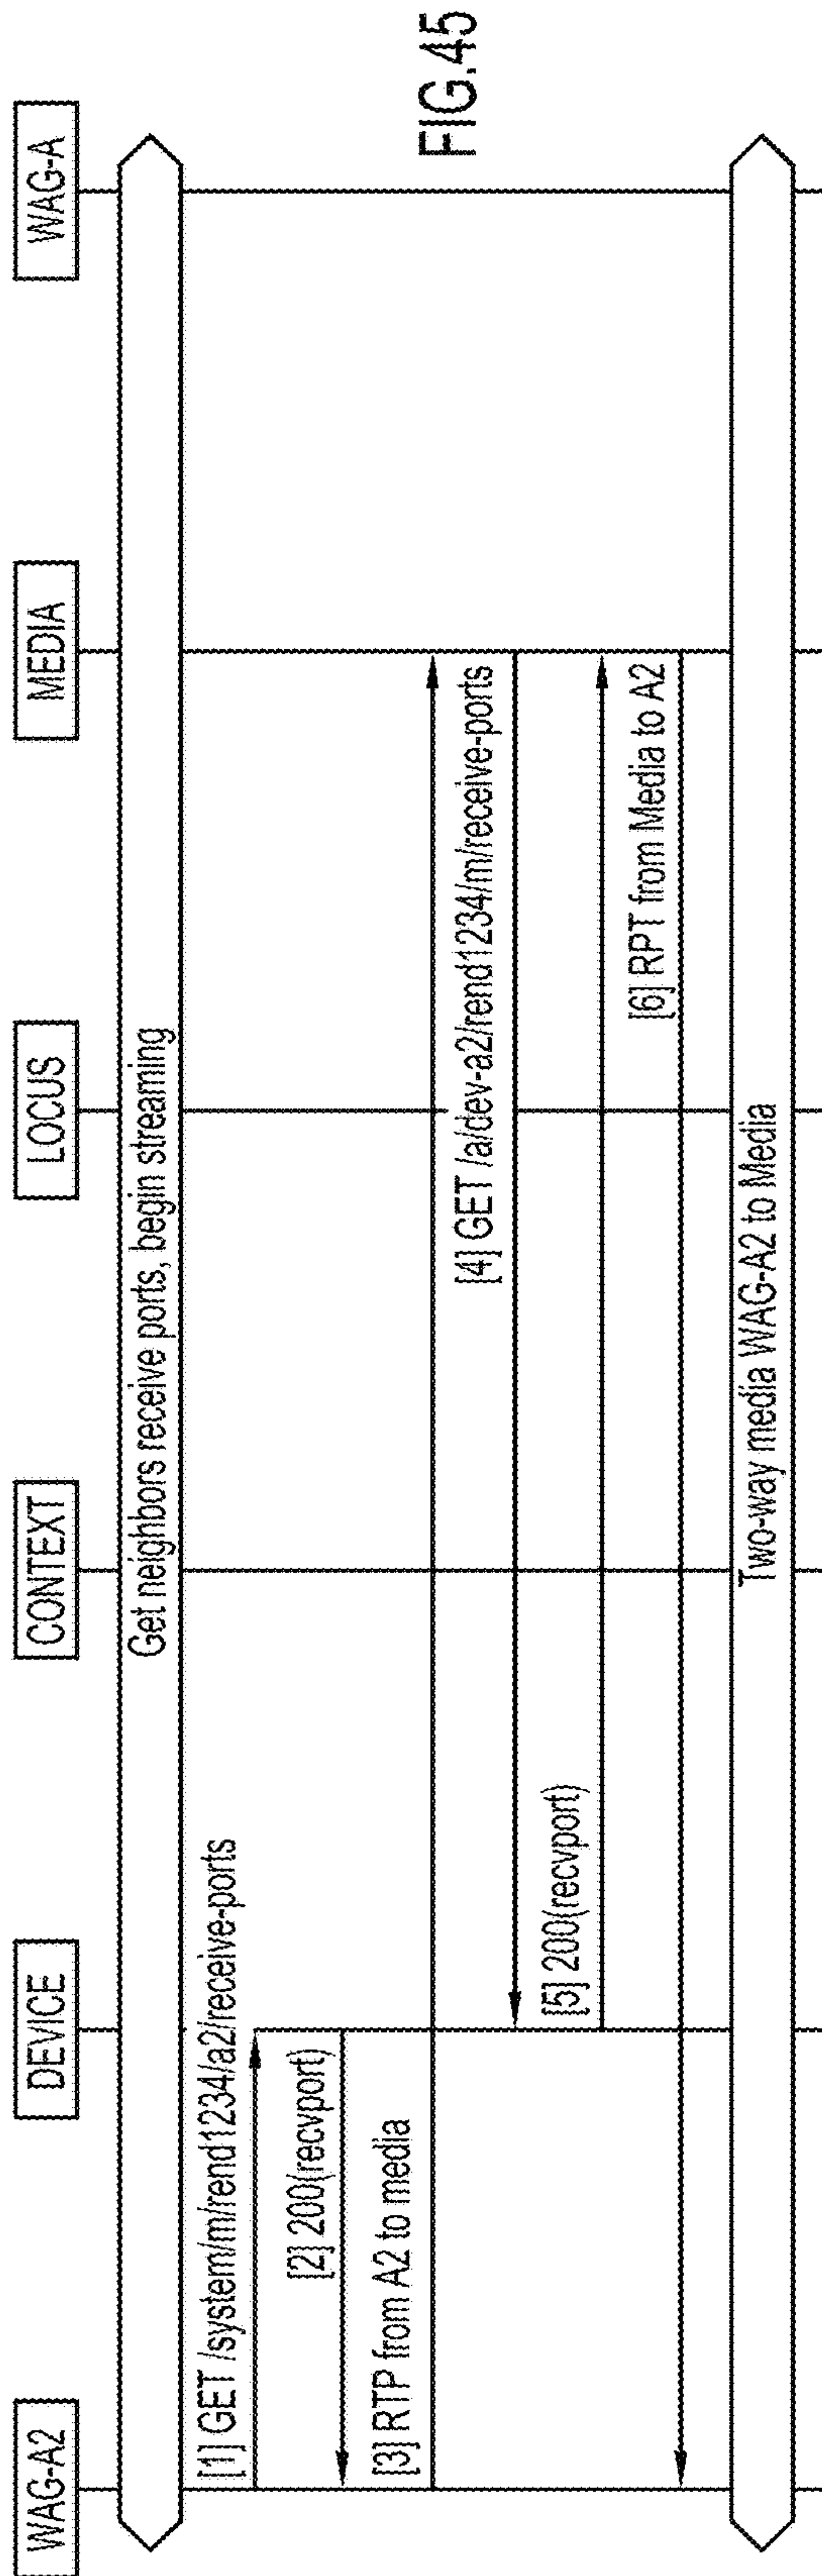 WAG-A2
DEVICE
CONTEXT
LOCUS
MEDIA
WAG-A
Get neighbors receive ports, begin streaming
[1] GET /system/m/rend1234/a2/receive-ports
[2] 200(recvport)
[3] RTP from A2 to media
[4] GET /a/dev-a2/rend1234/m/receive-ports
[5] 200(recvport)
[6] RPT from Media to A2
Two-way media WAG-A2 to Media
FIG.45